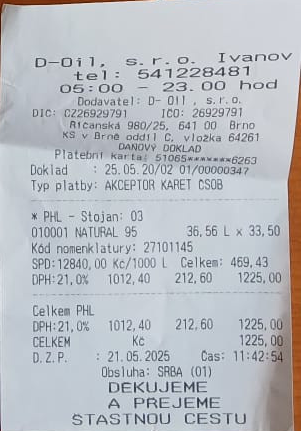 D-Oil, s.r.o. Ivanov
tel: 541228481
05:00 - 23.00 hod
Dodavatel: D- Oil , s.r.o.
DIC: CZ26929791 ICO: 26929791
Říčanská 980/25, 641 00 Brno
KS v Brně oddíl C, vložka 64261
DAŇOVÝ DOKLAD
Platební karta: 51065*******6263
Doklad : 25.05.20/02 01/00000347
Typ platby: AKCEPTOR KARET CSOB
* PHL - Stojan: 03
010001 NATURAL 95 36,56 L x 33,50
Kód nomenklatury: 27101145
SPD:12840,00 Kč/1000 L Celkem: 469,43
DPH:21,0% 1012,40 212,60 1225,00
Celkem PHL
DPH:21,0% 1012,40 212,60 1225,00
CELKEM Kč 1225,00
D.Z.P. : 21.05.2025 Čas: 11:42:54
Obsluha: SRBA (01)
DEKUJEME
A PREJEME
STASTNOU CESTU